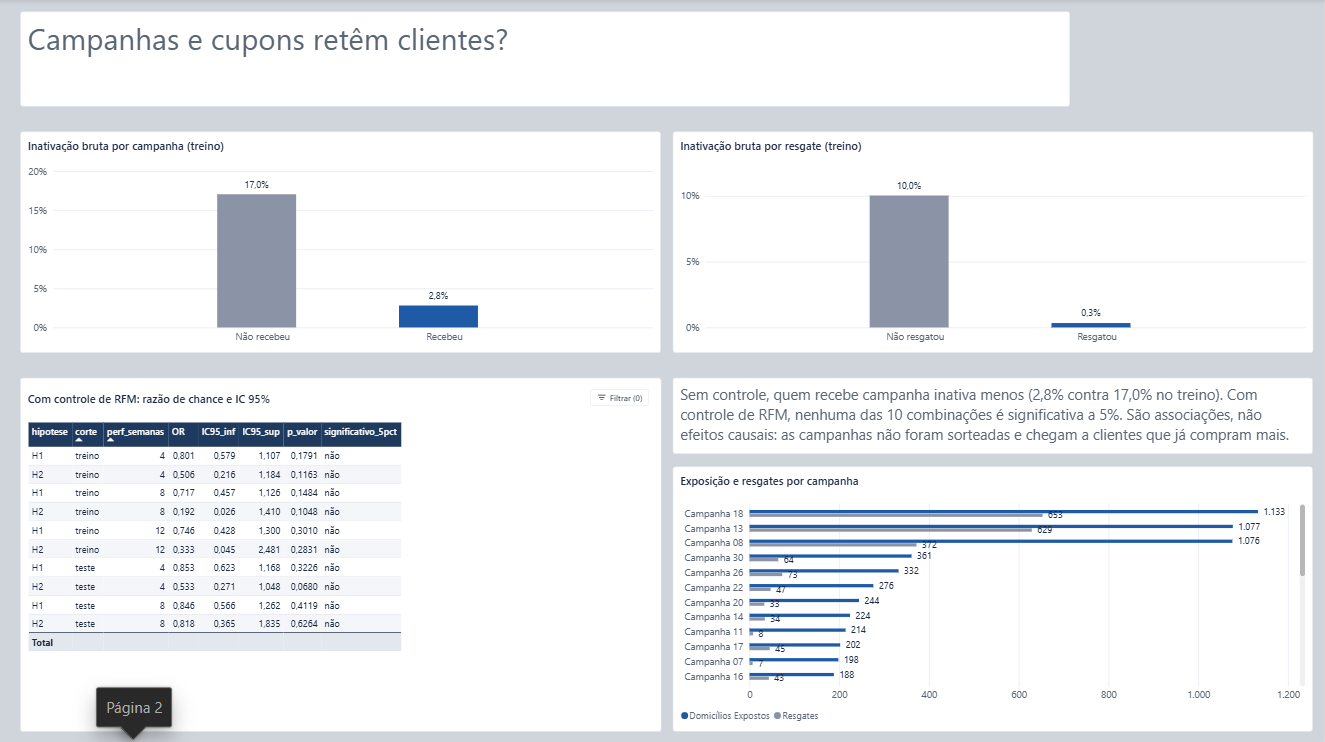 Campanhas e cupons retêm clientes?
Inativação bruta por campanha (treino)
20%
15%
10%
5%
0%
17,0%
2,8%
Não recebeu
Recebeu
Inativação bruta por resgate (treino)
10%
5%
0%
10,0%
0,3%
Não resgatou
Resgatou
Com controle de RFM: razão de chance e IC 95%
Filtrar (0)
hipotese corte perf_semanas OR IC95_inf IC95_sup p_valor significativo_5pct
H1 treino 4 0,801 0,579 1,107 0,1791 não
H2 treino 4 0,506 0,216 1,184 0,1163 não
H1 treino 8 0,717 0,457 1,126 0,1484 não
H2 treino 8 0,192 0,026 1,410 0,1048 não
H1 treino 12 0,746 0,428 1,300 0,3010 não
H2 treino 12 0,333 0,045 2,481 0,2831 não
H1 teste 4 0,853 0,623 1,168 0,3226 não
H2 teste 4 0,533 0,271 1,048 0,0680 não
H1 teste 8 0,846 0,566 1,262 0,4119 não
H2 teste 8 0,818 0,365 1,835 0,6264 não
Total
Página 2
Sem controle, quem recebe campanha inativa menos (2,8% contra 17,0% no treino). Com
controle de RFM, nenhuma das 10 combinações é significativa a 5%. São associações, não
efeitos causais: as campanhas não foram sorteadas e chegam a clientes que já compram mais.
Exposição e resgates por campanha
Campanha 18 1.133 653
Campanha 13 1.077 629
Campanha 08 1.076 372
Campanha 30 361 64
Campanha 26 332 73
Campanha 22 276 47
Campanha 20 244 33
Campanha 14 224 34
Campanha 11 214 8
Campanha 17 202 45
Campanha 07 198 7
Campanha 16 188 43
0 200 400 600 800 1.000 1.200
Domicílios Expostos Resgates